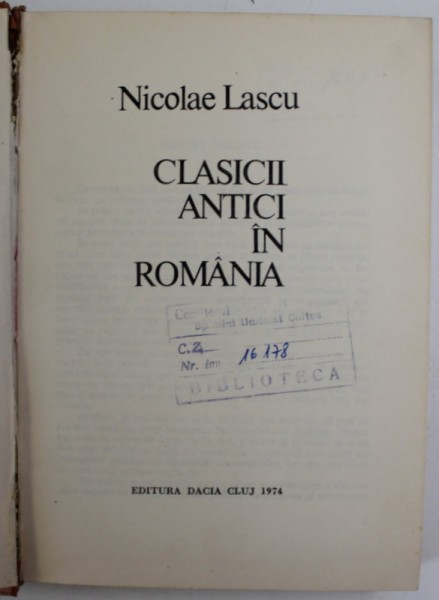 Nicolae Lascu
CLASICII
ANTICI
ÎN
ROMÂNIA
C.Z.
Nr. inv. 16178
BIBLIOTECA
EDITURA DACIA CLUJ 1974